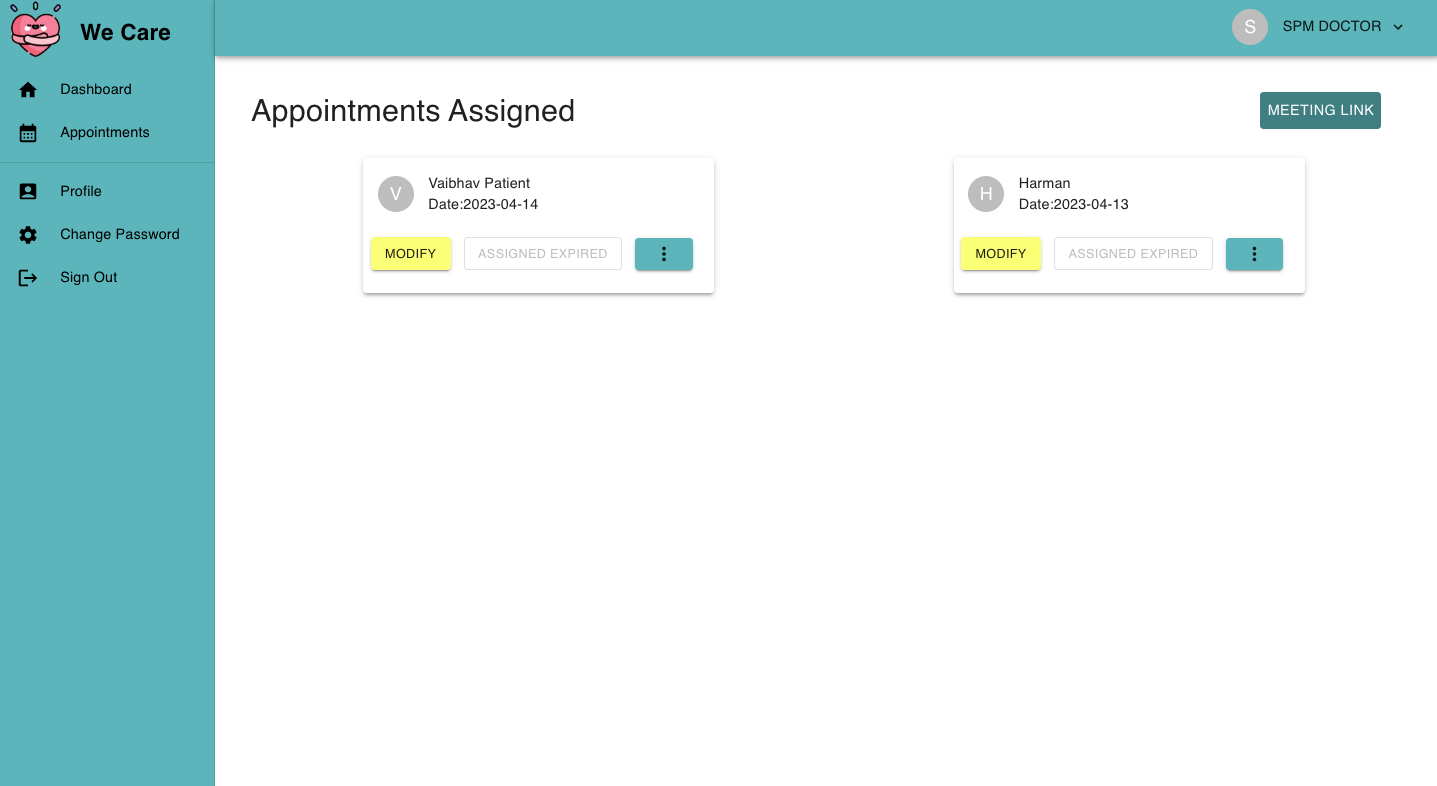 We Care
S SPM DOCTOR
Dashboard
Appointments
Profile
Change Password
Sign Out
Appointments Assigned
MEETING LINK
V
Vaibhav Patient
Date:2023-04-14
MODIFY ASSIGNED EXPIRED
H
Harman
Date:2023-04-13
MODIFY ASSIGNED EXPIRED